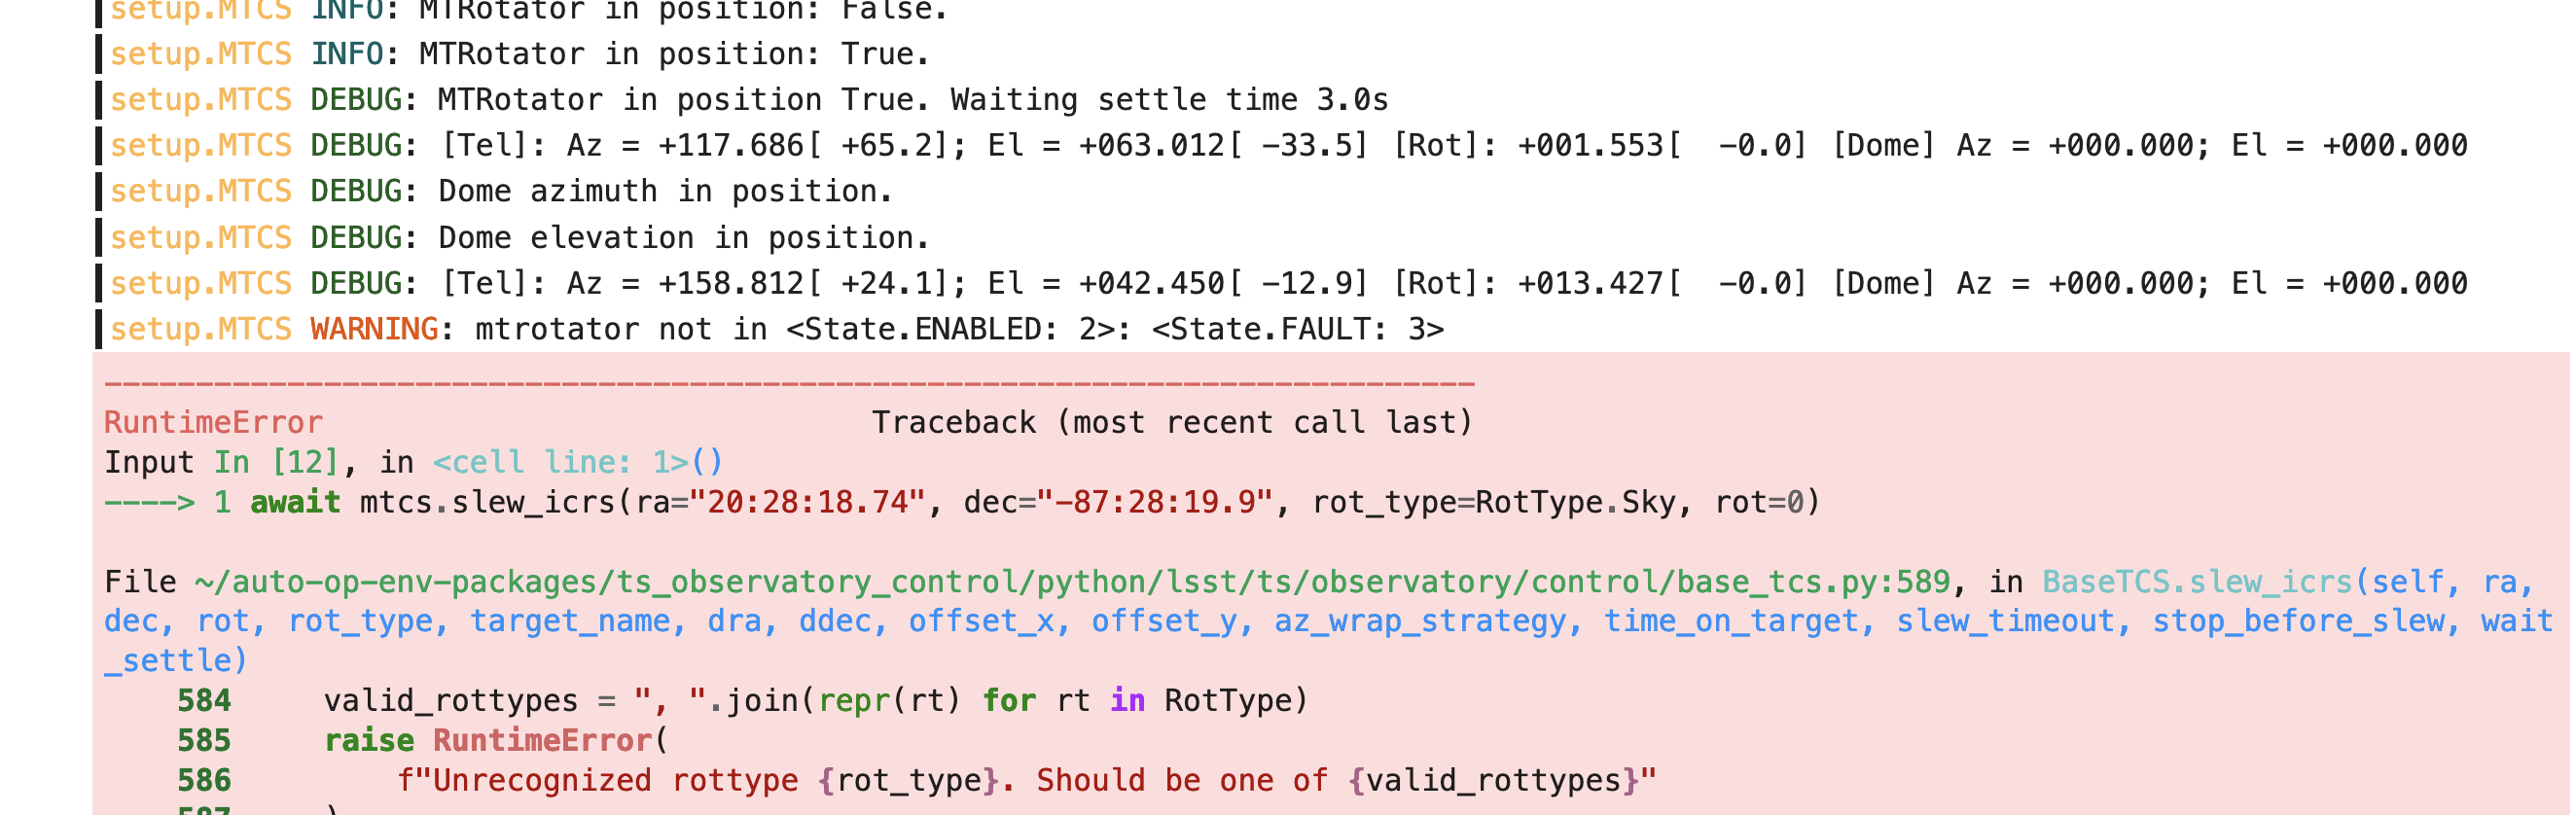 setup.MTCS INFO: MTRotator in position: False.
setup.MTCS INFO: MTRotator in position: True.
setup.MTCS DEBUG: MTRotator in position True. Waiting settle time 3.0s
setup.MTCS DEBUG: [Tel]: Az = +117.686[ +65.2]; El = +063.012[ -33.5] [Rot]: +001.553[  -0.0] [Dome] Az = +000.000; El = +000.000
setup.MTCS DEBUG: Dome azimuth in position.
setup.MTCS DEBUG: Dome elevation in position.
setup.MTCS DEBUG: [Tel]: Az = +158.812[ +24.1]; El = +042.450[ -12.9] [Rot]: +013.427[  -0.0] [Dome] Az = +000.000; El = +000.000
setup.MTCS WARNING: mtrotator not in <State.ENABLED: 2>: <State.FAULT: 3>
---------------------------------------------------------------------------
RuntimeError                              Traceback (most recent call last)
Input In [12], in <cell line: 1>()
----> 1 await mtcs.slew_icrs(ra="20:28:18.74", dec="-87:28:19.9", rot_type=RotType.Sky, rot=0)
File ~/auto-op-env-packages/ts_observatory_control/python/lsst/ts/observatory/control/base_tcs.py:589, in BaseTCS.slew_icrs(self, ra,
dec, rot, rot_type, target_name, dra, ddec, offset_x, offset_y, az_wrap_strategy, time_on_target, slew_timeout, stop_before_slew, wait
_settle)
    584     valid_rottypes = ", ".join(repr(rt) for rt in RotType)
    585     raise RuntimeError(
    586         f"Unrecognized rottype {rot_type}. Should be one of {valid_rottypes}"
    587     )